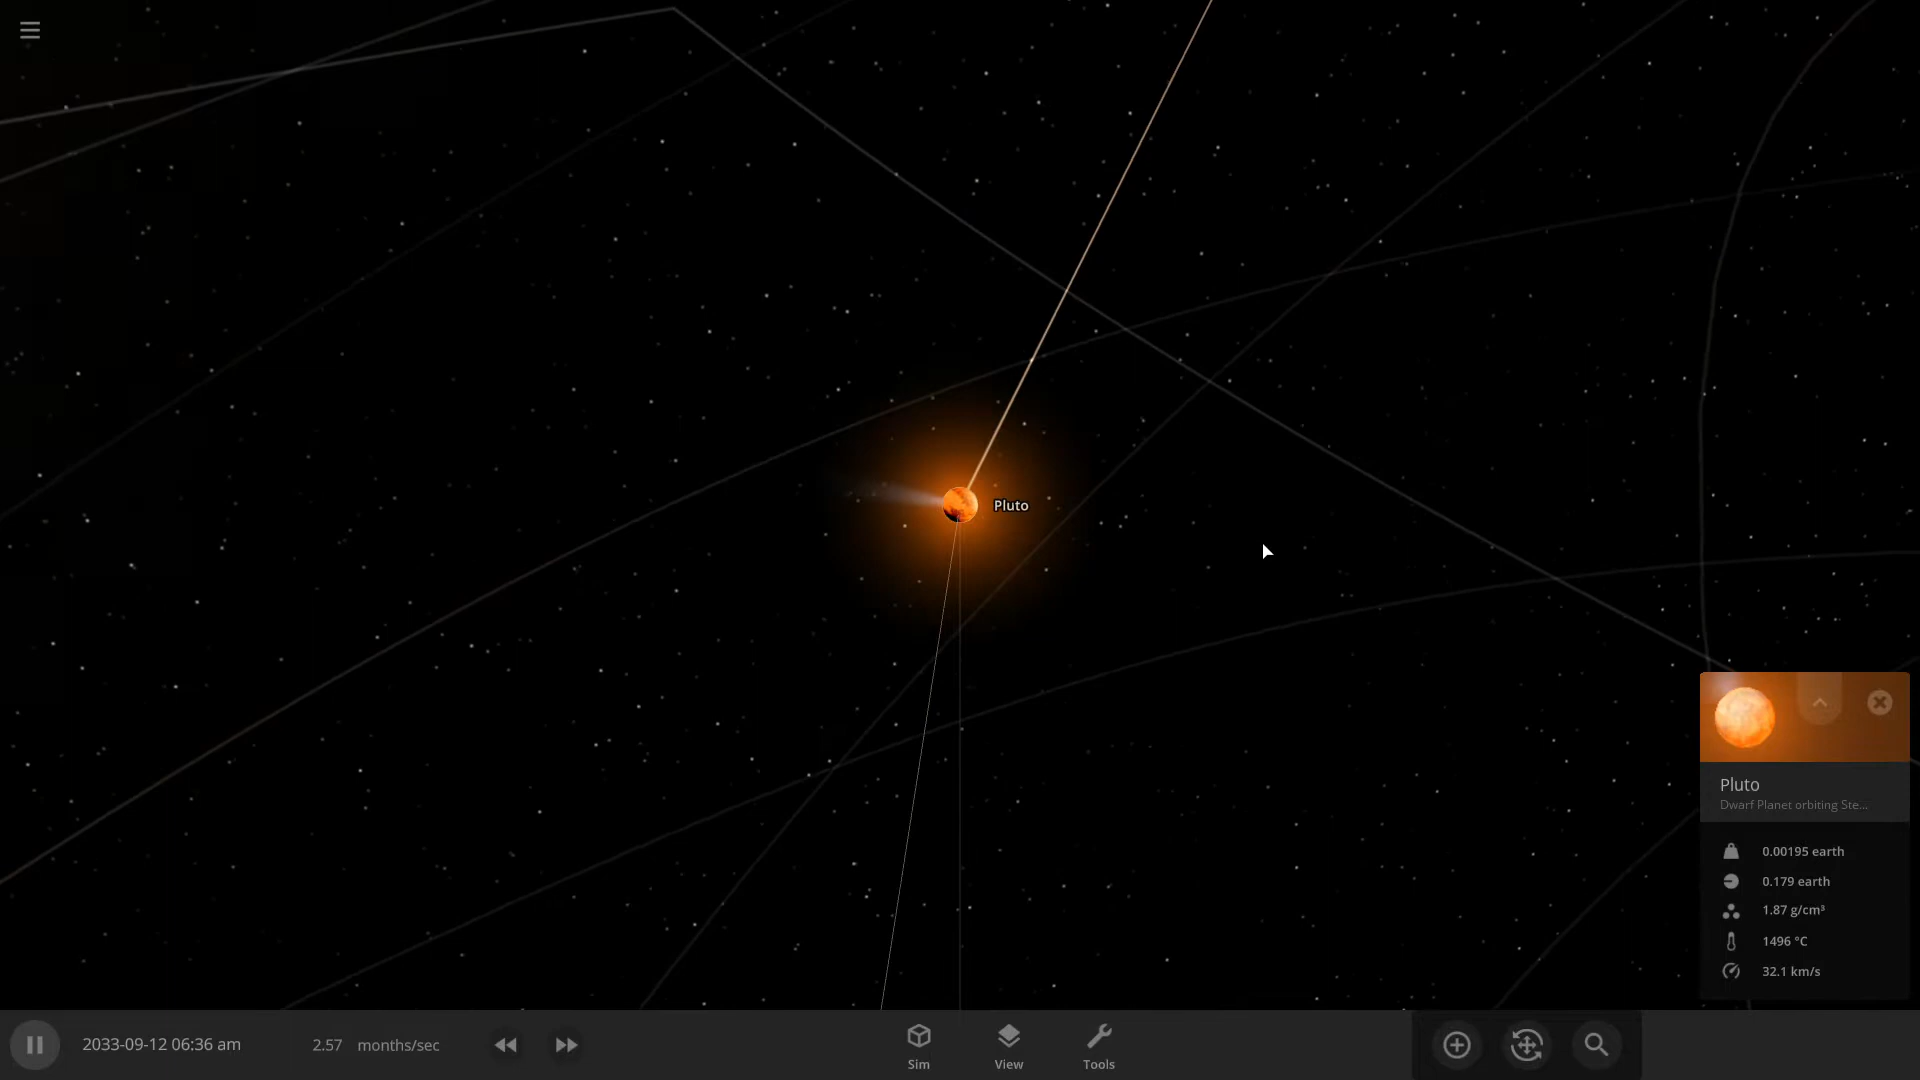 Pluto
Pluto
Dwarf Planet orbiting Ste...
0.00195 earth
0.179 earth
1.87 g/cm³
1496 °C
32.1 km/s
2033-09-12 06:36 am
2.57 months/sec
Sim
View
Tools